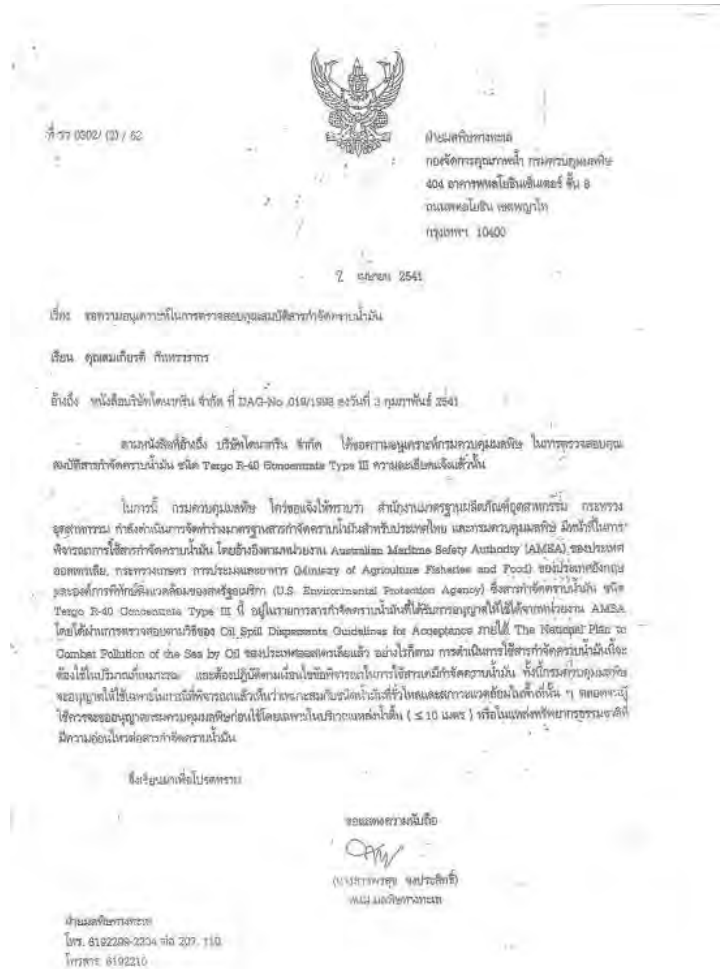 ที่ วว 0302/ (2) / 62
ฝ่ายมลพิษทางทะเล
กองจัดการคุณภาพน้ำ กรมควบคุมมลพิษ
404 อาคารพหลโยธินเซ็นเตอร์ ชั้น 8
ถนนพหลโยธิน เขตพญาไท
กรุงเทพฯ 10400
2 เมษายน 2541
เรื่อง ขอความอนุเคราะห์ในการตรวจสอบคุณสมบัติสารกำจัดคราบน้ำมัน
เรียน คุณสมเกียรติ
อ้างถึง หนังสือบริษัทไดนากรีน จำกัด ที่ DAG-No.019/1998 ลงวันที่ 3 กุมภาพันธ์ 2541
ตามหนังสือที่อ้างถึง บริษัทไดนากรีน จำกัด ได้ขอความอนุเคราะห์กรมควบคุมมลพิษ ในการตรวจสอบคุณ
สมบัติสารกำจัดคราบน้ำมัน ชนิด Tergo R-40 Concentrate Type III ความละเอียดแจ้งแล้วนั้น
ในการนี้ กรมควบคุมมลพิษ ใคร่ขอแจ้งให้ทราบว่า สำนักงานมาตรฐานผลิตภัณฑ์อุตสาหกรรม กระทรวง
อุตสาหกรรม กำลังดำเนินการจัดทำร่างมาตรฐานสารกำจัดคราบน้ำมันสำหรับประเทศไทย และกรมควบคุมมลพิษ มีหน้าที่ในการ
พิจารณาการใช้สารกำจัดคราบน้ำมัน โดยอ้างอิงตามหน่วยงาน Australian Maritime Safety Authority (AMSA) ของประเทศ
ออสเตรเลีย, กระทรวงเกษตร การประมงและอาหาร (Ministry of Agriculture Fisheries and Food) ของประเทศอังกฤษ
และองค์การพิทักษ์สิ่งแวดล้อมของสหรัฐอเมริกา (U.S. Environmental Protection Agency) ซึ่งสารกำจัดคราบน้ำมัน ชนิด
Tergo R-40 Concentrate Type III นี้ อยู่ในรายการสารกำจัดคราบน้ำมันที่ได้รับการอนุญาตให้ใช้ได้จากหน่วยงาน AMSA
โดยได้ผ่านการตรวจสอบตามวิธีของ Oil Spill Dispersants Guidelines for Acceptance ภายใต้ The National Plan to
Combat Pollution of the Sea by Oil ของประเทศออสเตรเลียแล้ว อย่างไรก็ตาม การดำเนินการใช้สารกำจัดคราบน้ำมันนี้จะ
ต้องใช้ในปริมาณที่เหมาะสม และต้องปฏิบัติตามเงื่อนไขข้อพิจารณาในการใช้สารเคมีกำจัดคราบน้ำมัน ทั้งนี้กรมควบคุมมลพิษ
จะอนุญาตให้ใช้เฉพาะในกรณีที่พิจารณาแล้วเห็นว่าเหมาะสมกับชนิดน้ำมันที่รั่วไหลและสภาวะแวดล้อมในพื้นที่นั้น ๆ ตลอดจนผู้
ใช้ควรจะขออนุญาตกรมควบคุมมลพิษก่อนใช้โดยเฉพาะในบริเวณแหล่งน้ำตื้น ( ≤ 10 เมตร ) หรือในแหล่งทรัพยากรธรรมชาติที่
มีความอ่อนไหวต่อสารกำจัดคราบน้ำมัน
จึงเรียนมาเพื่อโปรดทราบ
ขอแสดงความนับถือ
(นางสาวพรสุข จงประสิทธิ์)
หน.ฝ.มลพิษทางทะเล
ฝ่ายมลพิษทางทะเล
โทร. 6192299-2334 ต่อ 207, 110
โทรสาร 6192210